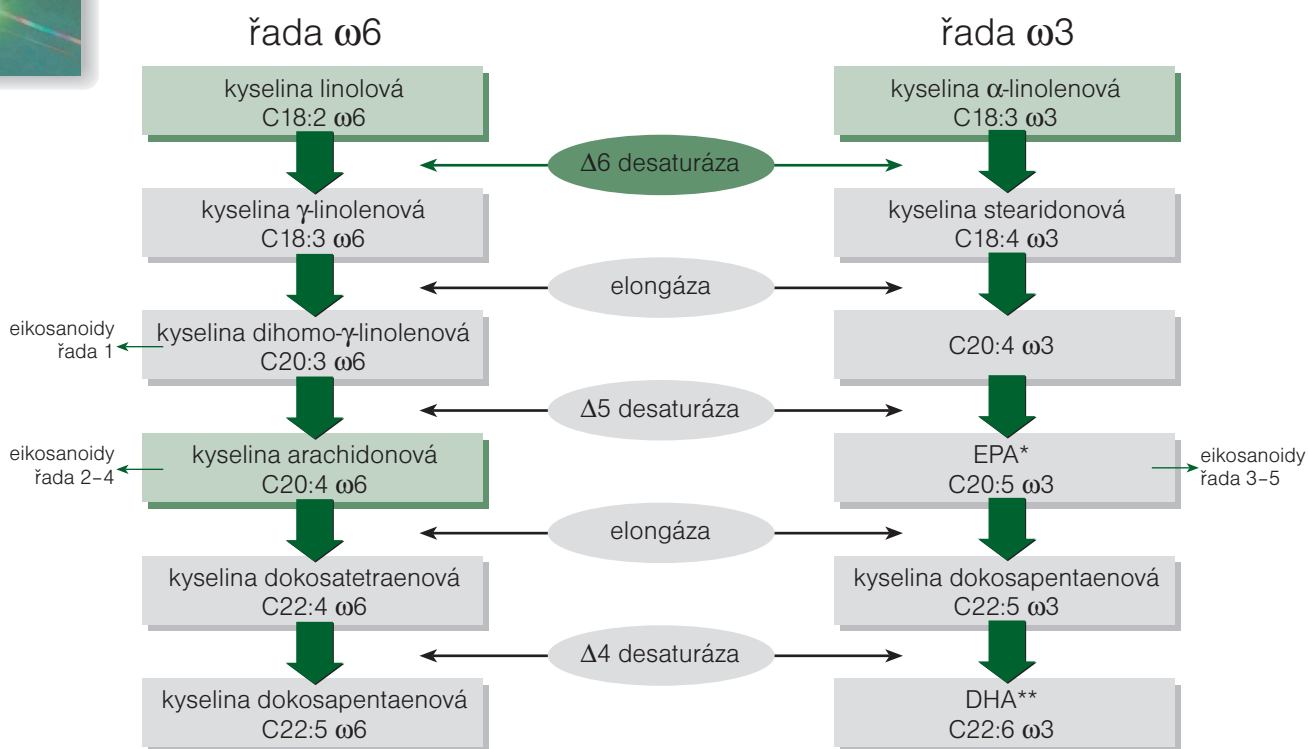 řada ω6
řada ω3
kyselina linolová
C18:2 ω6
kyselina α-linolenová
C18:3 ω3
Δ6 desaturáza
kyselina γ-linolenová
C18:3 ω6
kyselina stearidonová
C18:4 ω3
elongáza
eikosanoidy
řada 1
kyselina dihomo-γ-linolenová
C20:3 ω6
C20:4 ω3
Δ5 desaturáza
eikosanoidy
řada 2–4
kyselina arachidonová
C20:4 ω6
EPA*
C20:5 ω3
eikosanoidy
řada 3–5
elongáza
kyselina dokosatetraenová
C22:4 ω6
kyselina dokosapentaenová
C22:5 ω3
Δ4 desaturáza
kyselina dokosapentaenová
C22:5 ω6
DHA**
C22:6 ω3